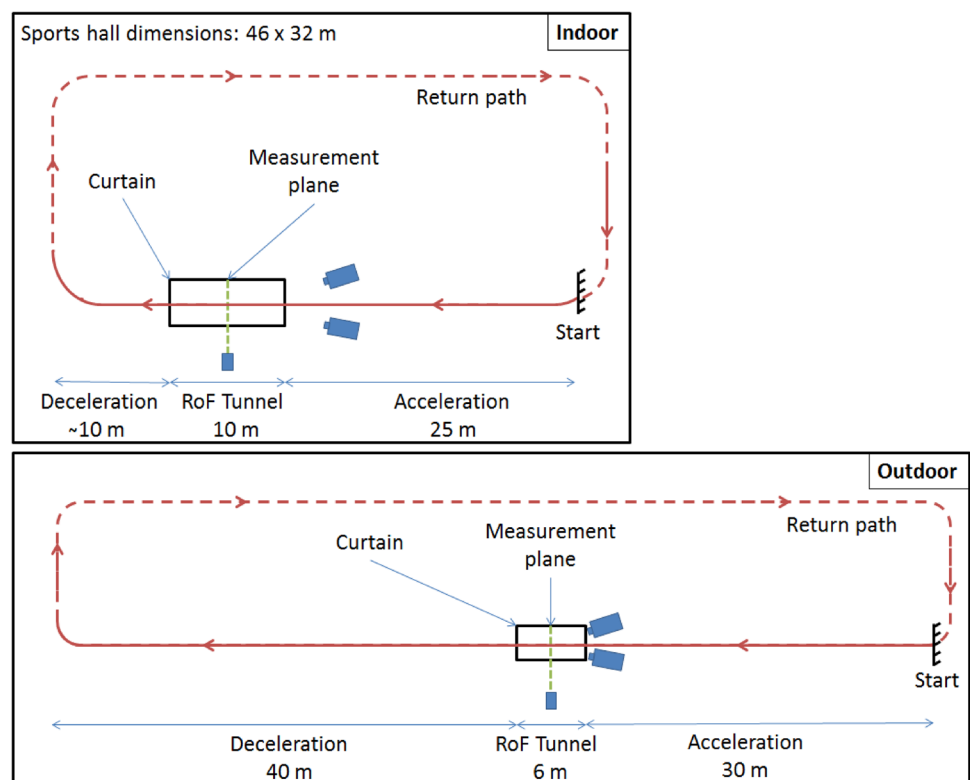 Sports hall dimensions: 46 x 32 m
Indoor
Return path
Measurement
plane
Curtain
Start
Deceleration
~10 m
RoF Tunnel
10 m
Acceleration
25 m
Outdoor
Return path
Measurement
plane
Curtain
Start
Deceleration
40 m
RoF Tunnel
6 m
Acceleration
30 m